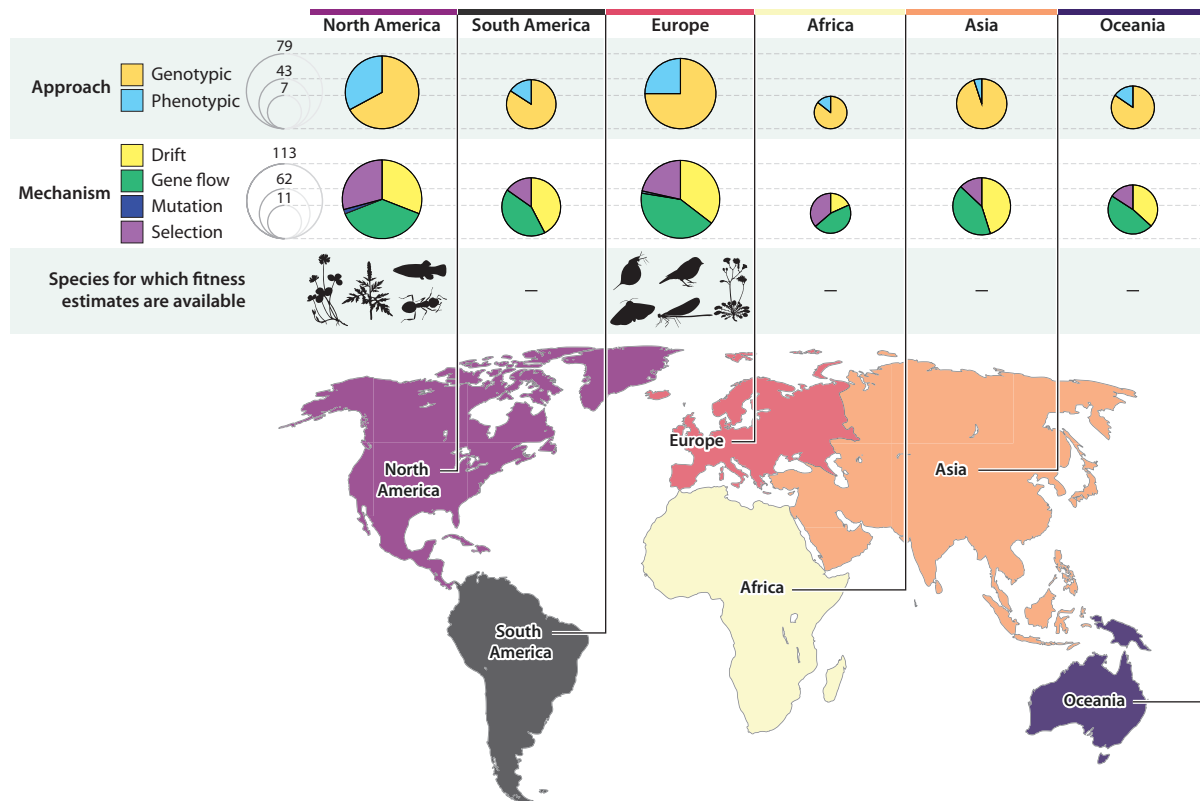 North America
South America
Europe
Africa
Asia
Oceania
79
43
7
Approach
Genotypic
Phenotypic
113
62
11
Mechanism
Drift
Gene flow
Mutation
Selection
Species for which fitness
estimates are available
–
–
–
–
Europe
North
America
Asia
Africa
South
America
Oceania